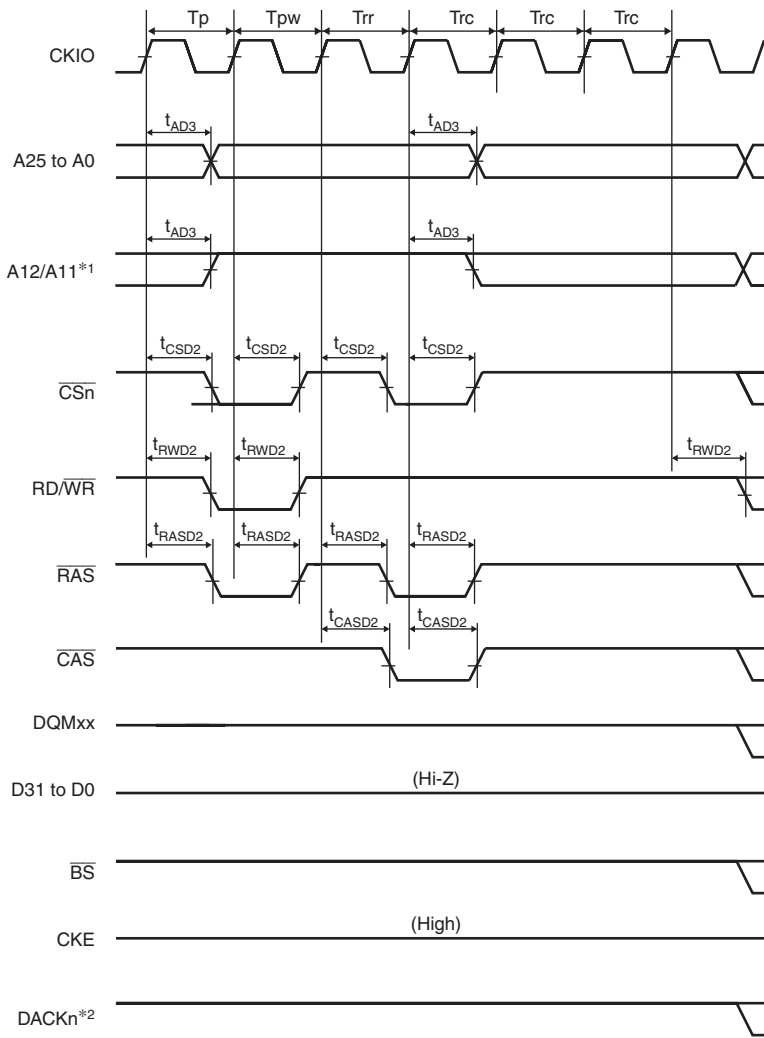 Tp Tpw Trr Trc Trc Trc
CKIO
tAD3 tAD3
A25 to A0
tAD3 tAD3
A12/A11*1
tCSD2 tCSD2 tCSD2 tCSD2
CSn
tRWD2 tRWD2 tRWD2
RD/WR
tRASD2 tRASD2 tRASD2 tRASD2
RAS
tCASD2 tCASD2
CAS
DQMxx
(Hi-Z)
D31 to D0
BS
(High)
CKE
DACKn*2